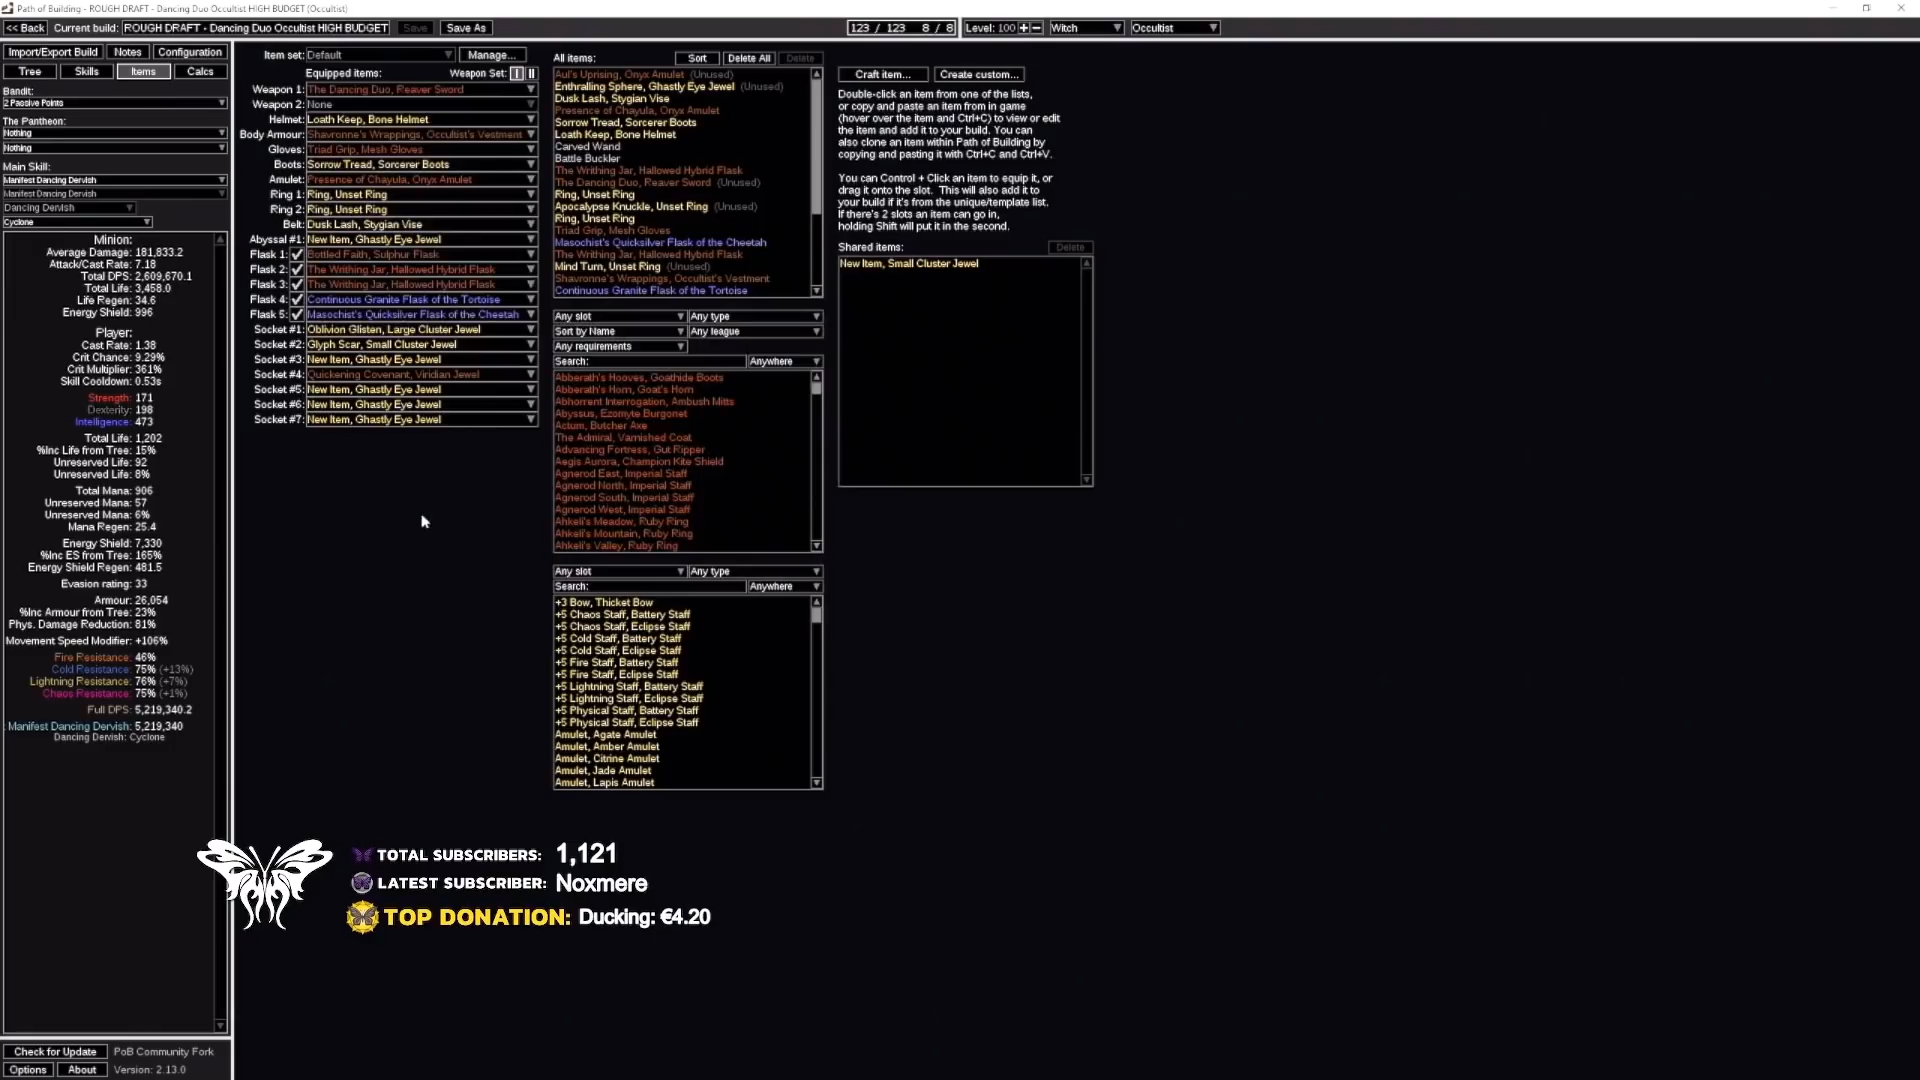 Path of Building - ROUGH DRAFT - Dancing Duo Occultist HIGH BUDGET (Occultist)
<< Back Current build: ROUGH DRAFT - Dancing Duo Occultist HIGH BUDGET Save Save As 123 / 123 8 / 8 Level: 100 + - Witch Occultist
Import/Export Build Notes Configuration
Tree Skills Items Calcs
Bandit:
2 Passive Points
The Pantheon:
Nothing
Nothing
Main Skill:
Manifest Dancing Dervish
Manifest Dancing Dervish
Dancing Dervish
Cyclone
Minion:
Average Damage: 181,833.2
Attack/Cast Rate: 7.18
Total DPS: 2,609,670.1
Total Life: 3,458.0
Life Regen: 34.6
Energy Shield: 996
Player:
Cast Rate: 1.38
Crit Chance: 9.29%
Crit Multiplier: 361%
Skill Cooldown: 0.53s
Strength: 171
Dexterity: 198
Intelligence: 473
Total Life: 1,202
%Inc Life from Tree: 15%
Unreserved Life: 92
Unreserved Life: 8%
Total Mana: 906
Unreserved Mana: 57
Unreserved Mana: 6%
Mana Regen: 25.4
Energy Shield: 7,330
%Inc ES from Tree: 165%
Energy Shield Regen: 481.5
Evasion rating: 33
Armour: 26,054
%Inc Armour from Tree: 23%
Phys. Damage Reduction: 81%
Movement Speed Modifier: +106%
Fire Resistance: 46%
Cold Resistance: 75% (+13%)
Lightning Resistance: 76% (+7%)
Chaos Resistance: 75% (+1%)
Full DPS: 5,219,340.2
Manifest Dancing Dervish: 5,219,340
Dancing Dervish: Cyclone
Check for Update PoB Community Fork
Options About Version: 2.13.0
Item set: Default Manage...
Equipped items: Weapon Set: I II
Weapon 1: The Dancing Duo, Reaver Sword
Weapon 2: None
Helmet: Loath Keep, Bone Helmet
Body Armour: Shavronne's Wrappings, Occultist's Vestment
Gloves: Triad Grip, Mesh Gloves
Boots: Sorrow Tread, Sorcerer Boots
Amulet: Presence of Chayula, Onyx Amulet
Ring 1: Ring, Unset Ring
Ring 2: Ring, Unset Ring
Belt: Dusk Lash, Stygian Vise
Abyssal #1: New Item, Ghastly Eye Jewel
Flask 1: Bottled Faith, Sulphur Flask
Flask 2: The Writhing Jar, Hallowed Hybrid Flask
Flask 3: The Writhing Jar, Hallowed Hybrid Flask
Flask 4: Continuous Granite Flask of the Tortoise
Flask 5: Masochist's Quicksilver Flask of the Cheetah
Socket #1: Oblivion Glisten, Large Cluster Jewel
Socket #2: Glyph Scar, Small Cluster Jewel
Socket #3: New Item, Ghastly Eye Jewel
Socket #4: Quickening Covenant, Viridian Jewel
Socket #5: New Item, Ghastly Eye Jewel
Socket #6: New Item, Ghastly Eye Jewel
Socket #7: New Item, Ghastly Eye Jewel
All items: Sort Delete All Delete
Aul's Uprising, Onyx Amulet (Unused)
Enthralling Sphere, Ghastly Eye Jewel (Unused)
Dusk Lash, Stygian Vise
Presence of Chayula, Onyx Amulet
Sorrow Tread, Sorcerer Boots
Loath Keep, Bone Helmet
Carved Wand
Battle Buckler
The Writhing Jar, Hallowed Hybrid Flask
The Dancing Duo, Reaver Sword (Unused)
Ring, Unset Ring
Apocalypse Knuckle, Unset Ring (Unused)
Ring, Unset Ring
Triad Grip, Mesh Gloves
Masochist's Quicksilver Flask of the Cheetah
The Writhing Jar, Hallowed Hybrid Flask
Mind Turn, Unset Ring (Unused)
Shavronne's Wrappings, Occultist's Vestment
Continuous Granite Flask of the Tortoise
Any slot Any type
Sort by Name Any league
Any requirements
Search: Anywhere
Abberath's Hooves, Goathide Boots
Abberath's Horn, Goat's Horn
Abhorrent Interrogation, Ambush Mitts
Abyssus, Ezomyte Burgonet
Actum, Butcher Axe
The Admiral, Varnished Coat
Advancing Fortress, Gut Ripper
Aegis Aurora, Champion Kite Shield
Agnerod East, Imperial Staff
Agnerod North, Imperial Staff
Agnerod South, Imperial Staff
Agnerod West, Imperial Staff
Ahkeli's Meadow, Ruby Ring
Ahkeli's Mountain, Ruby Ring
Ahkeli's Valley, Ruby Ring
Any slot Any type
Search: Anywhere
+3 Bow, Thicket Bow
+5 Chaos Staff, Battery Staff
+5 Chaos Staff, Eclipse Staff
+5 Cold Staff, Battery Staff
+5 Cold Staff, Eclipse Staff
+5 Fire Staff, Battery Staff
+5 Fire Staff, Eclipse Staff
+5 Lightning Staff, Battery Staff
+5 Lightning Staff, Eclipse Staff
+5 Physical Staff, Battery Staff
+5 Physical Staff, Eclipse Staff
Amulet, Agate Amulet
Amulet, Amber Amulet
Amulet, Citrine Amulet
Amulet, Jade Amulet
Amulet, Lapis Amulet
Craft item... Create custom...
Double-click an item from one of the lists,
or copy and paste an item from in game
(hover over the item and Ctrl+C) to view or edit
the item and add it to your build. You can
also clone an item within Path of Building by
copying and pasting it with Ctrl+C and Ctrl+V.
You can Control + Click an item to equip it, or
drag it onto the slot. This will also add it to
your build if it's from the unique/template list.
If there's 2 slots an item can go in,
holding Shift will put it in the second.
Shared items: Delete
New Item, Small Cluster Jewel
TOTAL SUBSCRIBERS: 1,121
LATEST SUBSCRIBER: Noxmere
TOP DONATION: Ducking: €4.20